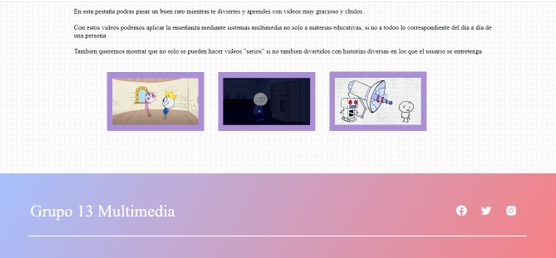 En esta pestaña podras pasar un buen rato mientras te diviertes y aprendes con videos muy gracioso y chulos.
Con estos videos podemos aplicar la enseñanza mediante sistemas multimedia no solo a materias educativas, si no a todoo lo correspondiente del dia a dia de
una persona
Tambien queremos mostrar que no solo se pueden hacer videos "serios" si no tambien divertidos con historias diversas en los que el usuario se entretenga
Grupo 13 Multimedia